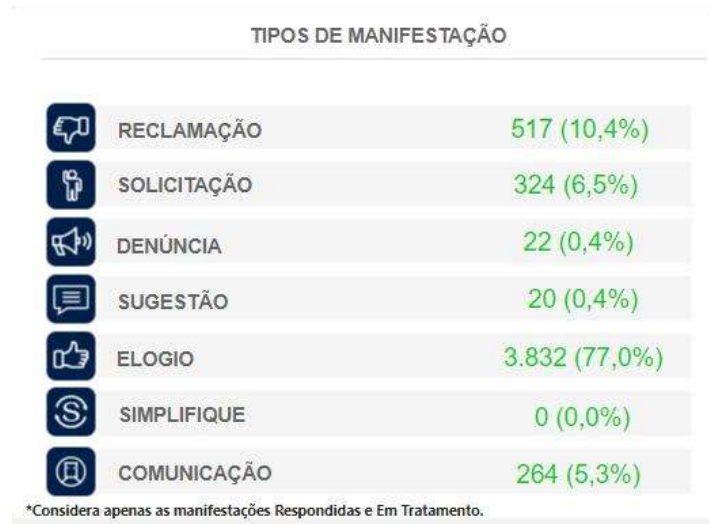 TIPOS DE MANIFESTAÇÃO
RECLAMAÇÃO 517 (10,4%)
SOLICITAÇÃO 324 (6,5%)
DENÚNCIA 22 (0,4%)
SUGESTÃO 20 (0,4%)
ELOGIO 3.832 (77,0%)
SIMPLIFIQUE 0 (0,0%)
COMUNICAÇÃO 264 (5,3%)
*Considera apenas as manifestações Respondidas e Em Tratamento.